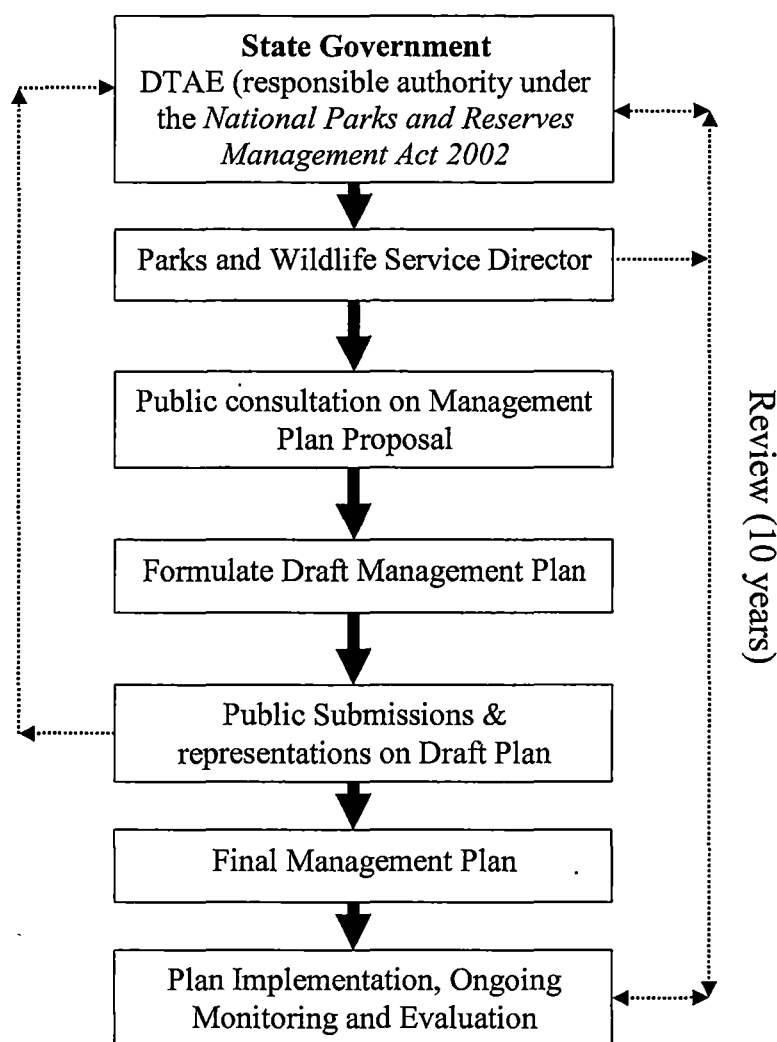 State Government
DTAE (responsible authority under
the National Parks and Reserves
Management Act 2002
Parks and Wildlife Service Director
Public consultation on Management
Plan Proposal
Formulate Draft Management Plan
Public Submissions &
representations on Draft Plan
Final Management Plan
Plan Implementation, Ongoing
Monitoring and Evaluation
Review (10 years)